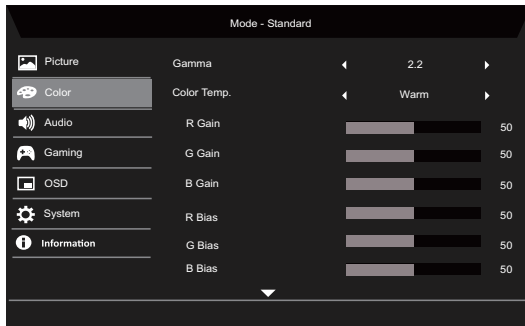 Mode - Standard
Picture
Color
Audio
Gaming
OSD
System
Information
Gamma 2.2
Color Temp. Warm
R Gain 50
G Gain 50
B Gain 50
R Bias 50
G Bias 50
B Bias 50